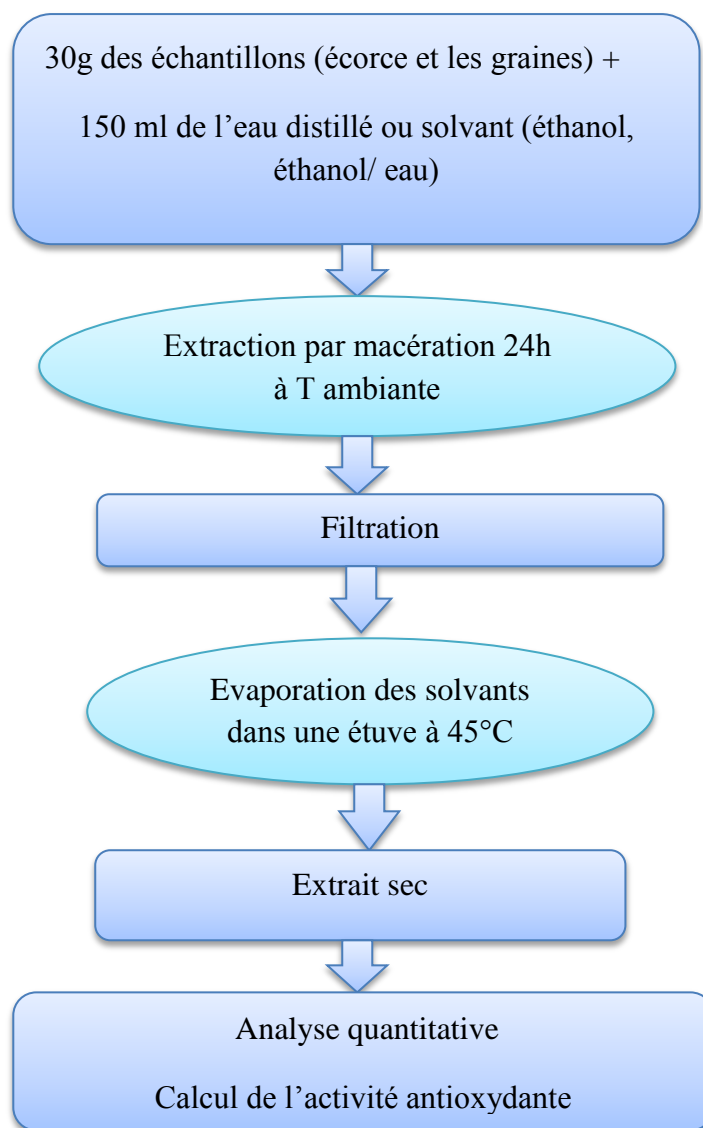 30g des échantillons (écorce et les graines) +
150 ml de l’eau distillé ou solvant (éthanol,
éthanol/ eau)
Extraction par macération 24h
à T ambiante
Filtration
Evaporation des solvants
dans une étuve à 45°C
Extrait sec
Analyse quantitative
Calcul de l’activité antioxydante